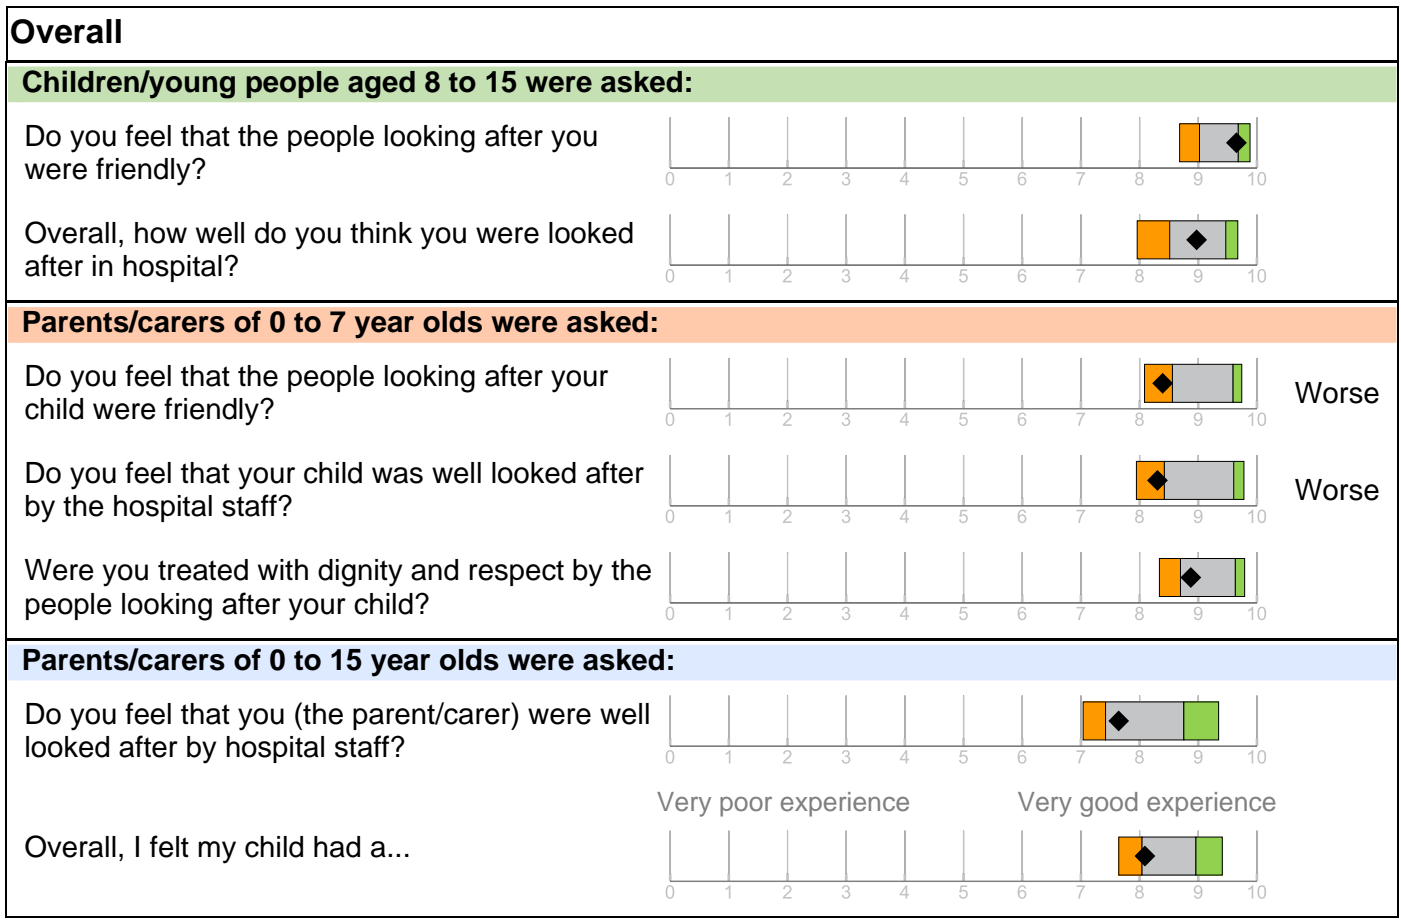 Overall
Children/young people aged 8 to 15 were asked:
Do you feel that the people looking after you
were friendly?
0 1 2 3 4 5 6 7 8 9 10
Overall, how well do you think you were looked
after in hospital?
0 1 2 3 4 5 6 7 8 9 10
Parents/carers of 0 to 7 year olds were asked:
Do you feel that the people looking after your
child were friendly?
Worse
0 1 2 3 4 5 6 7 8 9 10
Do you feel that your child was well looked after
by the hospital staff?
Worse
0 1 2 3 4 5 6 7 8 9 10
Were you treated with dignity and respect by the
people looking after your child?
0 1 2 3 4 5 6 7 8 9 10
Parents/carers of 0 to 15 year olds were asked:
Do you feel that you (the parent/carer) were well
looked after by hospital staff?
0 1 2 3 4 5 6 7 8 9 10
Very poor experience Very good experience
Overall, I felt my child had a...
0 1 2 3 4 5 6 7 8 9 10